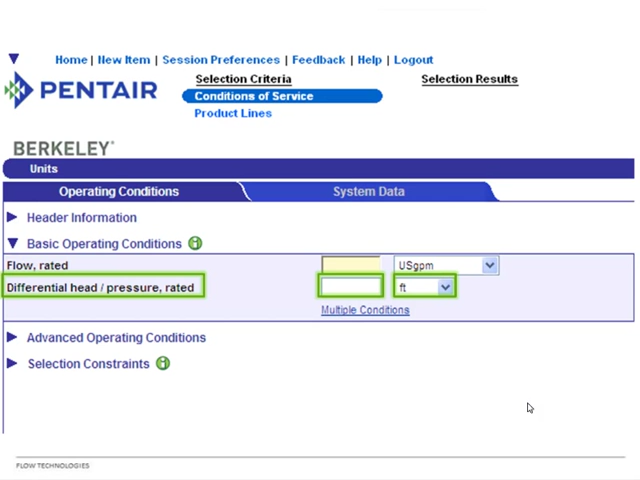 Home | New Item | Session Preferences | Feedback | Help | Logout
PENTAIR
Selection Criteria
Selection Results
Conditions of Service
Product Lines
BERKELEY®
Units
Operating Conditions
System Data
Header Information
Basic Operating Conditions
Flow, rated
USgpm
Differential head / pressure, rated
ft
Multiple Conditions
Advanced Operating Conditions
Selection Constraints
FLOW TECHNOLOGIES